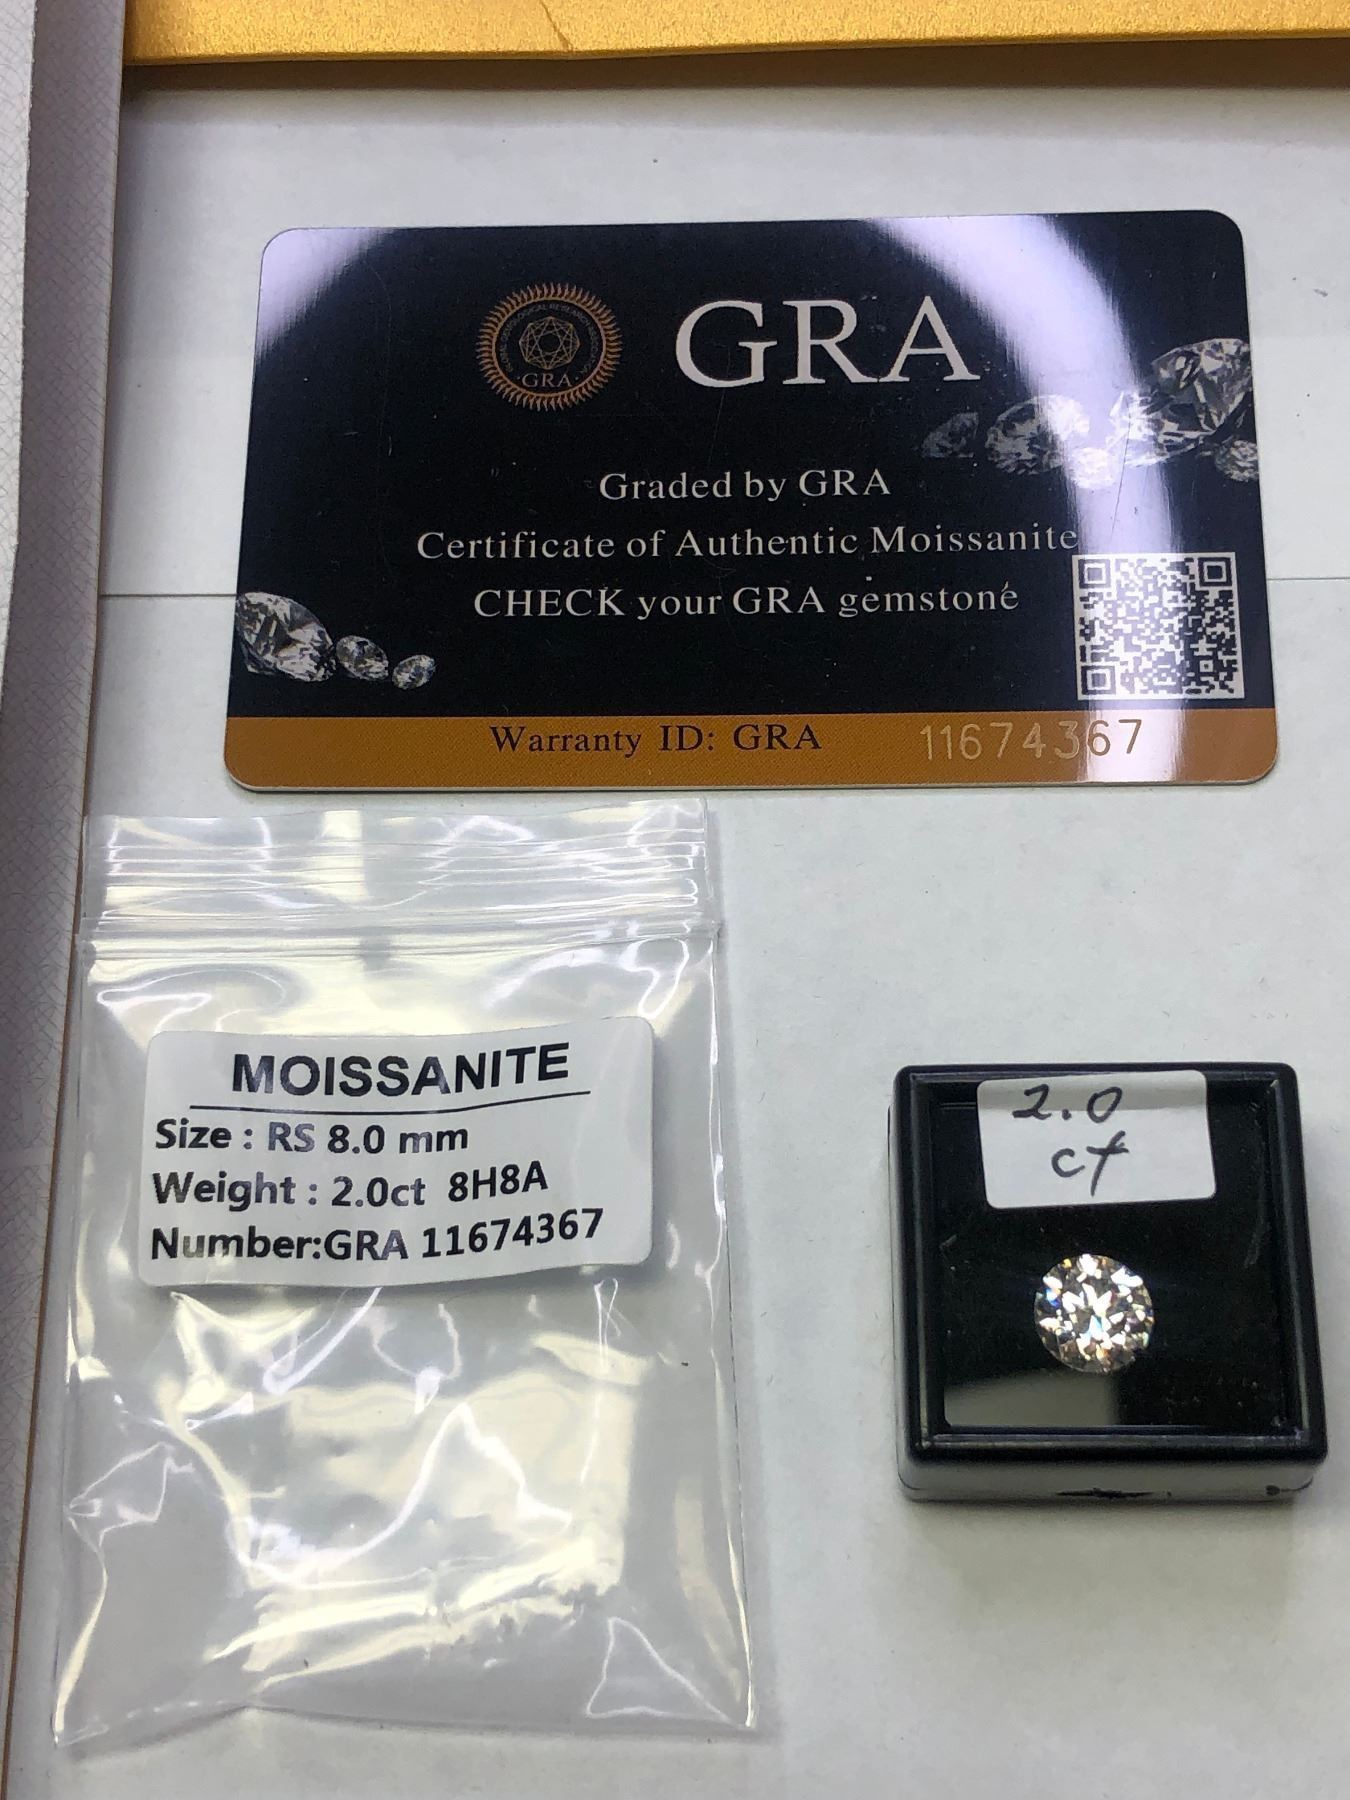 GRA
GRA
Graded by GRA
Certificate of Authentic Moissanite
CHECK your GRA gemstone
Warranty ID: GRA 11674367
MOISSANITE
Size : RS 8.0 mm
Weight : 2.0ct 8H8A
Number:GRA 11674367
2.0
ct